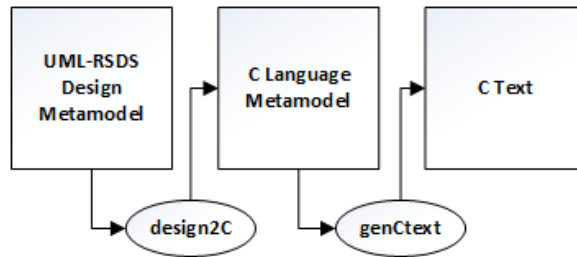 UML-RSDS
Design
Metamodel
C Language
Metamodel
C Text
design2C
genCtext